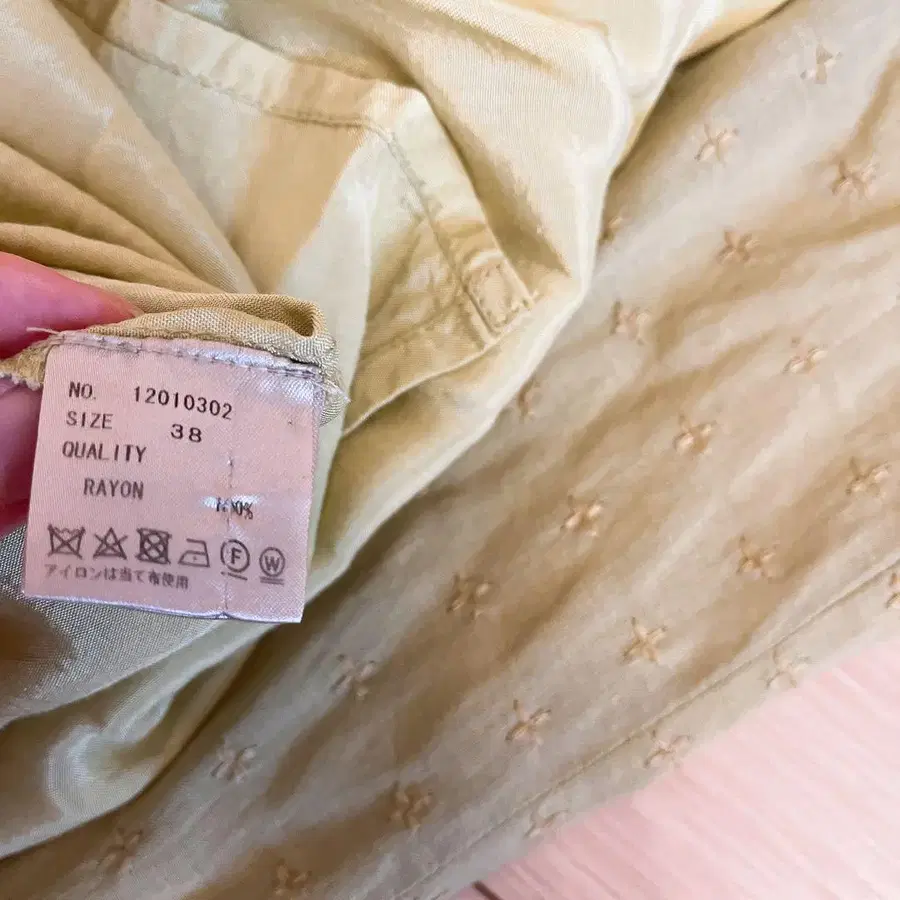 NO. 12010302
SIZE 38
QUALITY
RAYON 100%
F W
アイロンは当て布使用